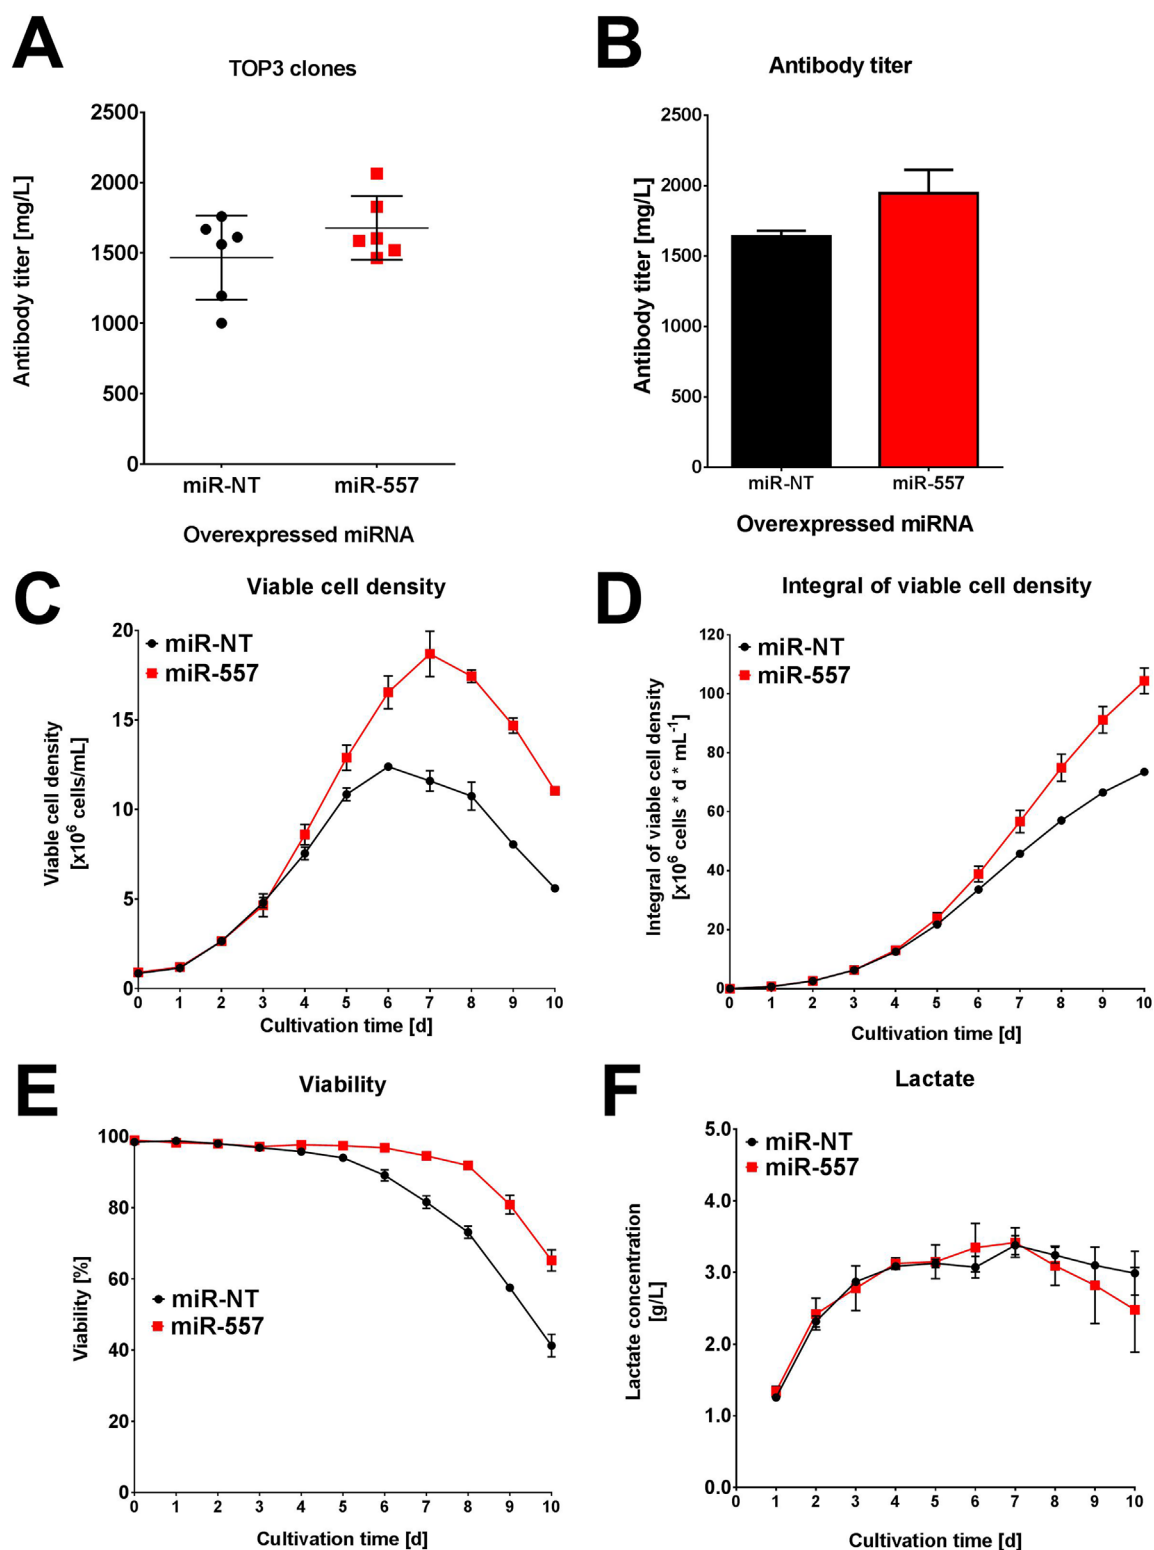 A
TOP3 clones
Antibody titer [mg/L]
2500
2000
1500
1000
500
0
miR-NT
miR-557
Overexpressed miRNA
B
Antibody titer
Antibody titer [mg/L]
2500
2000
1500
1000
500
0
miR-NT
miR-557
Overexpressed miRNA
C
Viable cell density
Viable cell density
[x10⁶ cells/mL]
20
15
10
5
0
miR-NT
miR-557
0 1 2 3 4 5 6 7 8 9 10
Cultivation time [d]
D
Integral of viable cell density
Integral of viable cell density
[x10⁶ cells * d * mL⁻¹]
120
100
80
60
40
20
0
miR-NT
miR-557
0 1 2 3 4 5 6 7 8 9 10
Cultivation time [d]
E
Viability
Viability [%]
100
80
60
40
20
0
miR-NT
miR-557
0 1 2 3 4 5 6 7 8 9 10
Cultivation time [d]
F
Lactate
Lactate concentration
[g/L]
5.0
4.0
3.0
2.0
1.0
0.0
miR-NT
miR-557
0 1 2 3 4 5 6 7 8 9 10
Cultivation time [d]